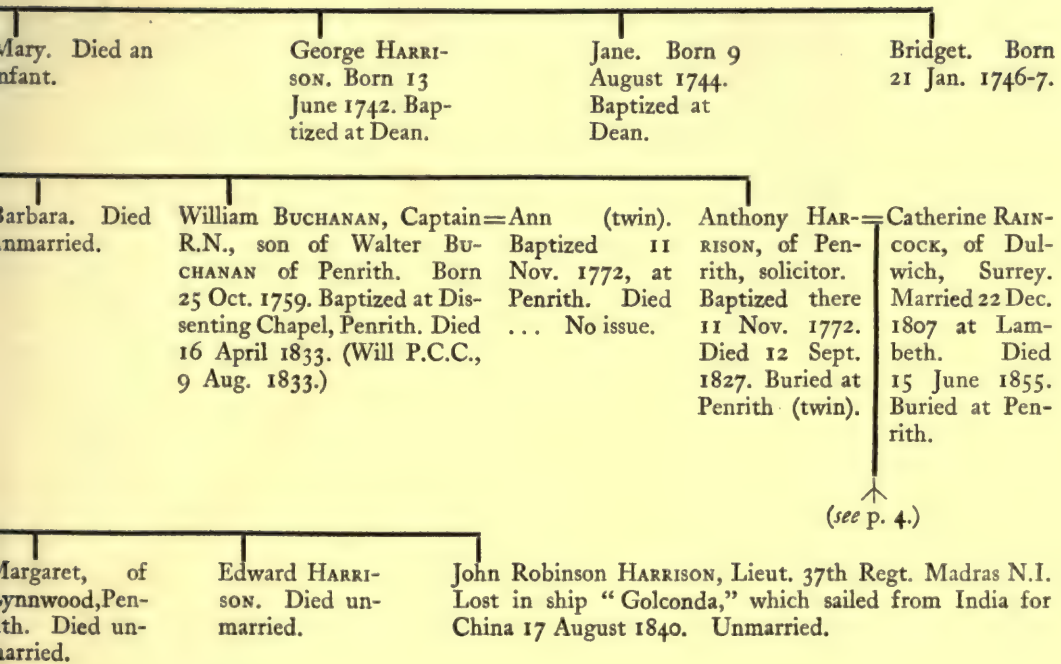 Mary. Died an
infant.
George HARRI-
SON. Born 13
June 1742. Bap-
tized at Dean.
Jane. Born 9
August 1744.
Baptized at
Dean.
Bridget. Born
21 Jan. 1746-7.
Barbara. Died
unmarried.
William BUCHANAN, Captain=
R.N., son of Walter BU-
CHANAN of Penrith. Born
25 Oct. 1759. Baptized at Dis-
senting Chapel, Penrith. Died
16 April 1833. (Will P.C.C.,
9 Aug. 1833.)
Ann (twin).
Baptized 11
Nov. 1772, at
Penrith. Died
... No issue.
Anthony HAR-=
RISON, of Pen-
rith, solicitor.
Baptized there
11 Nov. 1772.
Died 12 Sept.
1827. Buried at
Penrith (twin).
Catherine RAIN-
COCK, of Dul-
wich, Surrey.
Married 22 Dec.
1807 at Lam-
beth. Died
15 June 1855.
Buried at Pen-
rith.
(see p. 4.)
Margaret, of
Lynnwood, Pen-
rith. Died un-
married.
Edward HARRI-
SON. Died un-
married.
John Robinson HARRISON, Lieut. 37th Regt. Madras N.I.
Lost in ship "Golconda," which sailed from India for
China 17 August 1840. Unmarried.